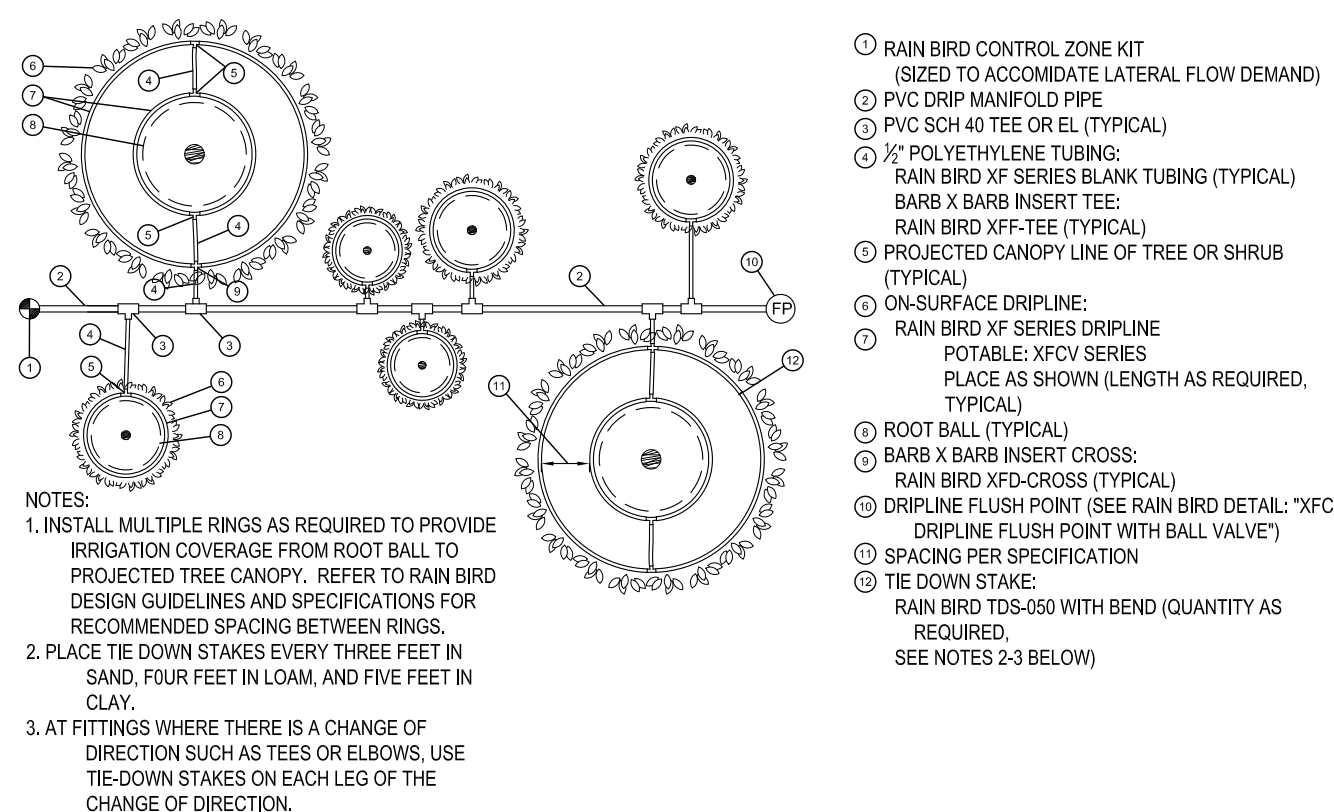 6
7
8
4
5
5
4
4
9
2
1
3
3
4
5
6
7
8
2
10
FP
11
12
NOTES:
1. INSTALL MULTIPLE RINGS AS REQUIRED TO PROVIDE
IRRIGATION COVERAGE FROM ROOT BALL TO
PROJECTED TREE CANOPY. REFER TO RAIN BIRD
DESIGN GUIDELINES AND SPECIFICATIONS FOR
RECOMMENDED SPACING BETWEEN RINGS.
2. PLACE TIE DOWN STAKES EVERY THREE FEET IN
SAND, F0UR FEET IN LOAM, AND FIVE FEET IN
CLAY.
3. AT FITTINGS WHERE THERE IS A CHANGE OF
DIRECTION SUCH AS TEES OR ELBOWS, USE
TIE-DOWN STAKES ON EACH LEG OF THE
CHANGE OF DIRECTION.
1 RAIN BIRD CONTROL ZONE KIT
(SIZED TO ACCOMIDATE LATERAL FLOW DEMAND)
2 PVC DRIP MANIFOLD PIPE
3 PVC SCH 40 TEE OR EL (TYPICAL)
4 ½" POLYETHYLENE TUBING:
RAIN BIRD XF SERIES BLANK TUBING (TYPICAL)
BARB X BARB INSERT TEE:
RAIN BIRD XFF-TEE (TYPICAL)
5 PROJECTED CANOPY LINE OF TREE OR SHRUB
(TYPICAL)
6 ON-SURFACE DRIPLINE:
7 RAIN BIRD XF SERIES DRIPLINE
POTABLE: XFCV SERIES
PLACE AS SHOWN (LENGTH AS REQUIRED,
TYPICAL)
8 ROOT BALL (TYPICAL)
9 BARB X BARB INSERT CROSS:
RAIN BIRD XFD-CROSS (TYPICAL)
10 DRIPLINE FLUSH POINT (SEE RAIN BIRD DETAIL: "XFC
DRIPLINE FLUSH POINT WITH BALL VALVE")
11 SPACING PER SPECIFICATION
12 TIE DOWN STAKE:
RAIN BIRD TDS-050 WITH BEND (QUANTITY AS
REQUIRED,
SEE NOTES 2-3 BELOW)